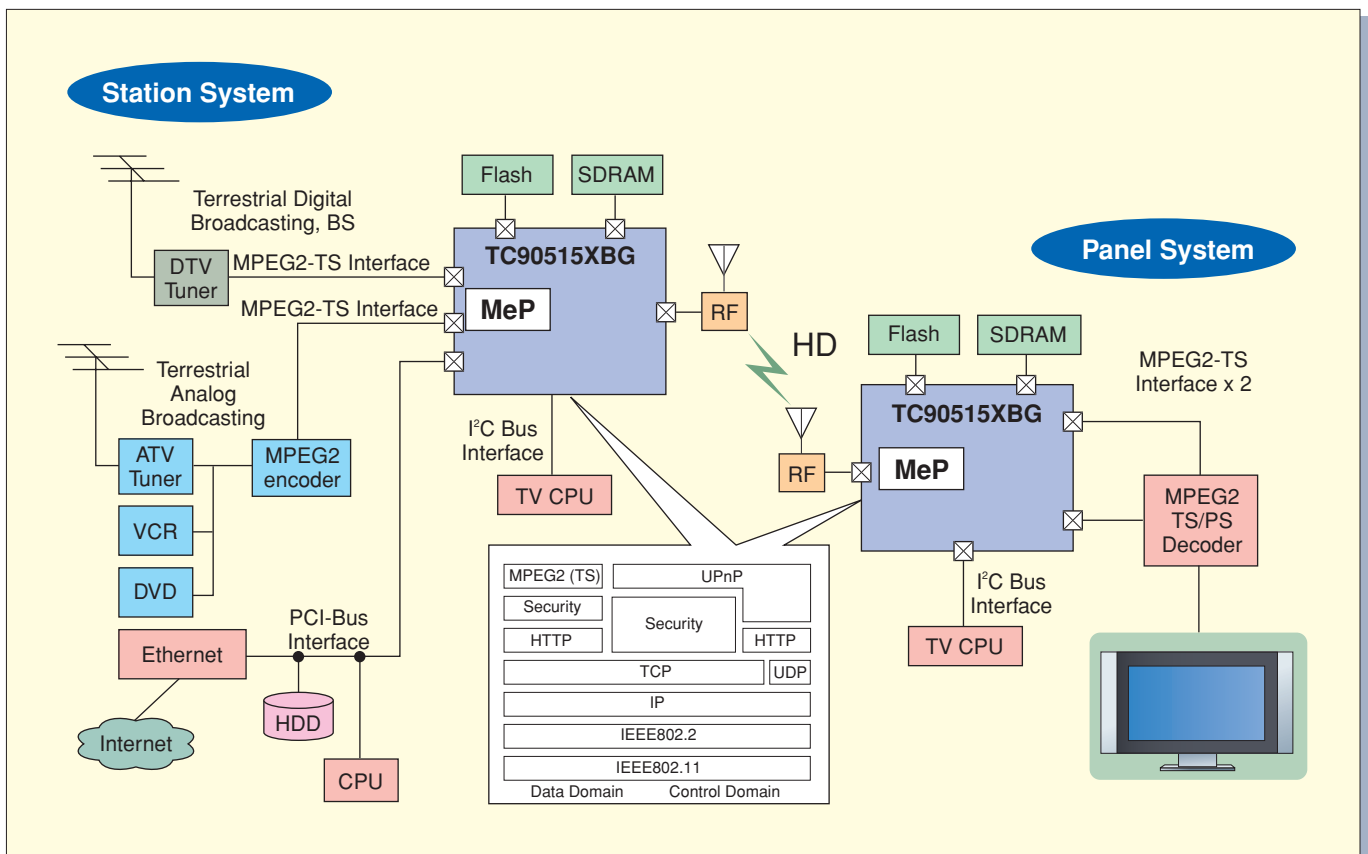 Station System
Terrestrial Digital
Broadcasting, BS
DTV
Tuner
MPEG2-TS Interface
MPEG2-TS Interface
Flash
SDRAM
TC90515XBG
MeP
RF
HD
Terrestrial
Analog
Broadcasting
ATV
Tuner
MPEG2
encoder
VCR
DVD
I²C Bus
Interface
TV CPU
PCI-Bus
Interface
Ethernet
Internet
HDD
CPU
MPEG2 (TS)
UPnP
Security
Security
HTTP
HTTP
TCP
UDP
IP
IEEE802.2
IEEE802.11
Data Domain
Control Domain
Panel System
Flash
SDRAM
MPEG2-TS
Interface x 2
TC90515XBG
RF
MeP
MPEG2
TS/PS
Decoder
I²C Bus
Interface
TV CPU